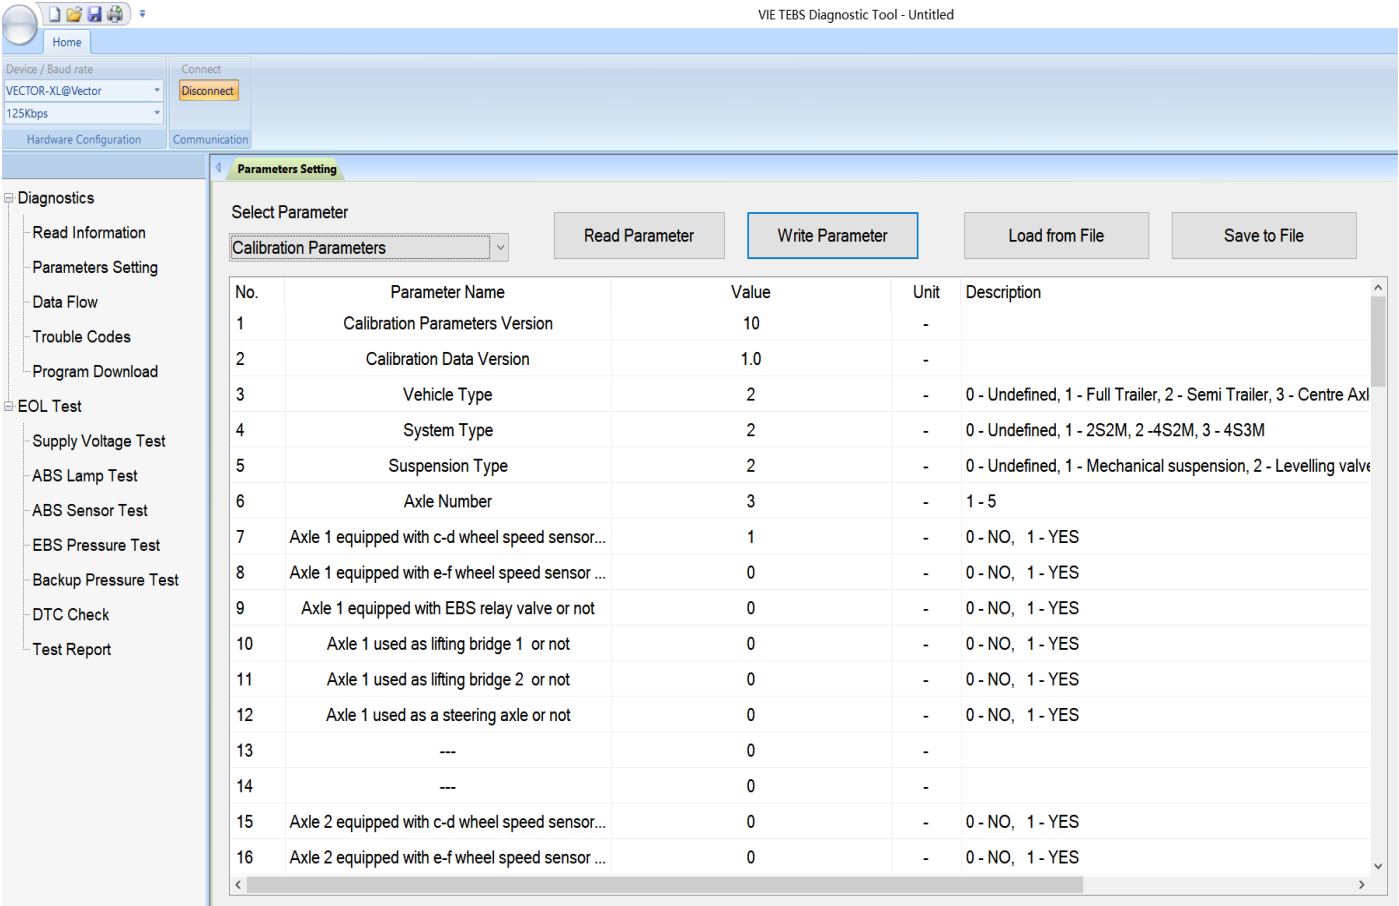 VIE TEBS Diagnostic Tool - Untitled
Home
Device / Baud rate
VECTOR-XL@Vector
125Kbps
Hardware Configuration
Connect
Disconnect
Communication
Diagnostics
Read Information
Parameters Setting
Data Flow
Trouble Codes
Program Download
EOL Test
Supply Voltage Test
ABS Lamp Test
ABS Sensor Test
EBS Pressure Test
Backup Pressure Test
DTC Check
Test Report
Parameters Setting
Select Parameter
Calibration Parameters
Read Parameter
Write Parameter
Load from File
Save to File
No. Parameter Name Value Unit Description
1 Calibration Parameters Version 10 -
2 Calibration Data Version 1.0 -
3 Vehicle Type 2 - 0 - Undefined, 1 - Full Trailer, 2 - Semi Trailer, 3 - Centre Axl
4 System Type 2 - 0 - Undefined, 1 - 2S2M, 2 -4S2M, 3 - 4S3M
5 Suspension Type 2 - 0 - Undefined, 1 - Mechanical suspension, 2 - Levelling valve
6 Axle Number 3 - 1 - 5
7 Axle 1 equipped with c-d wheel speed sensor... 1 - 0 - NO, 1 - YES
8 Axle 1 equipped with e-f wheel speed sensor ... 0 - 0 - NO, 1 - YES
9 Axle 1 equipped with EBS relay valve or not 0 - 0 - NO, 1 - YES
10 Axle 1 used as lifting bridge 1 or not 0 - 0 - NO, 1 - YES
11 Axle 1 used as lifting bridge 2 or not 0 - 0 - NO, 1 - YES
12 Axle 1 used as a steering axle or not 0 - 0 - NO, 1 - YES
13 --- 0 -
14 --- 0 -
15 Axle 2 equipped with c-d wheel speed sensor... 0 - 0 - NO, 1 - YES
16 Axle 2 equipped with e-f wheel speed sensor ... 0 - 0 - NO, 1 - YES